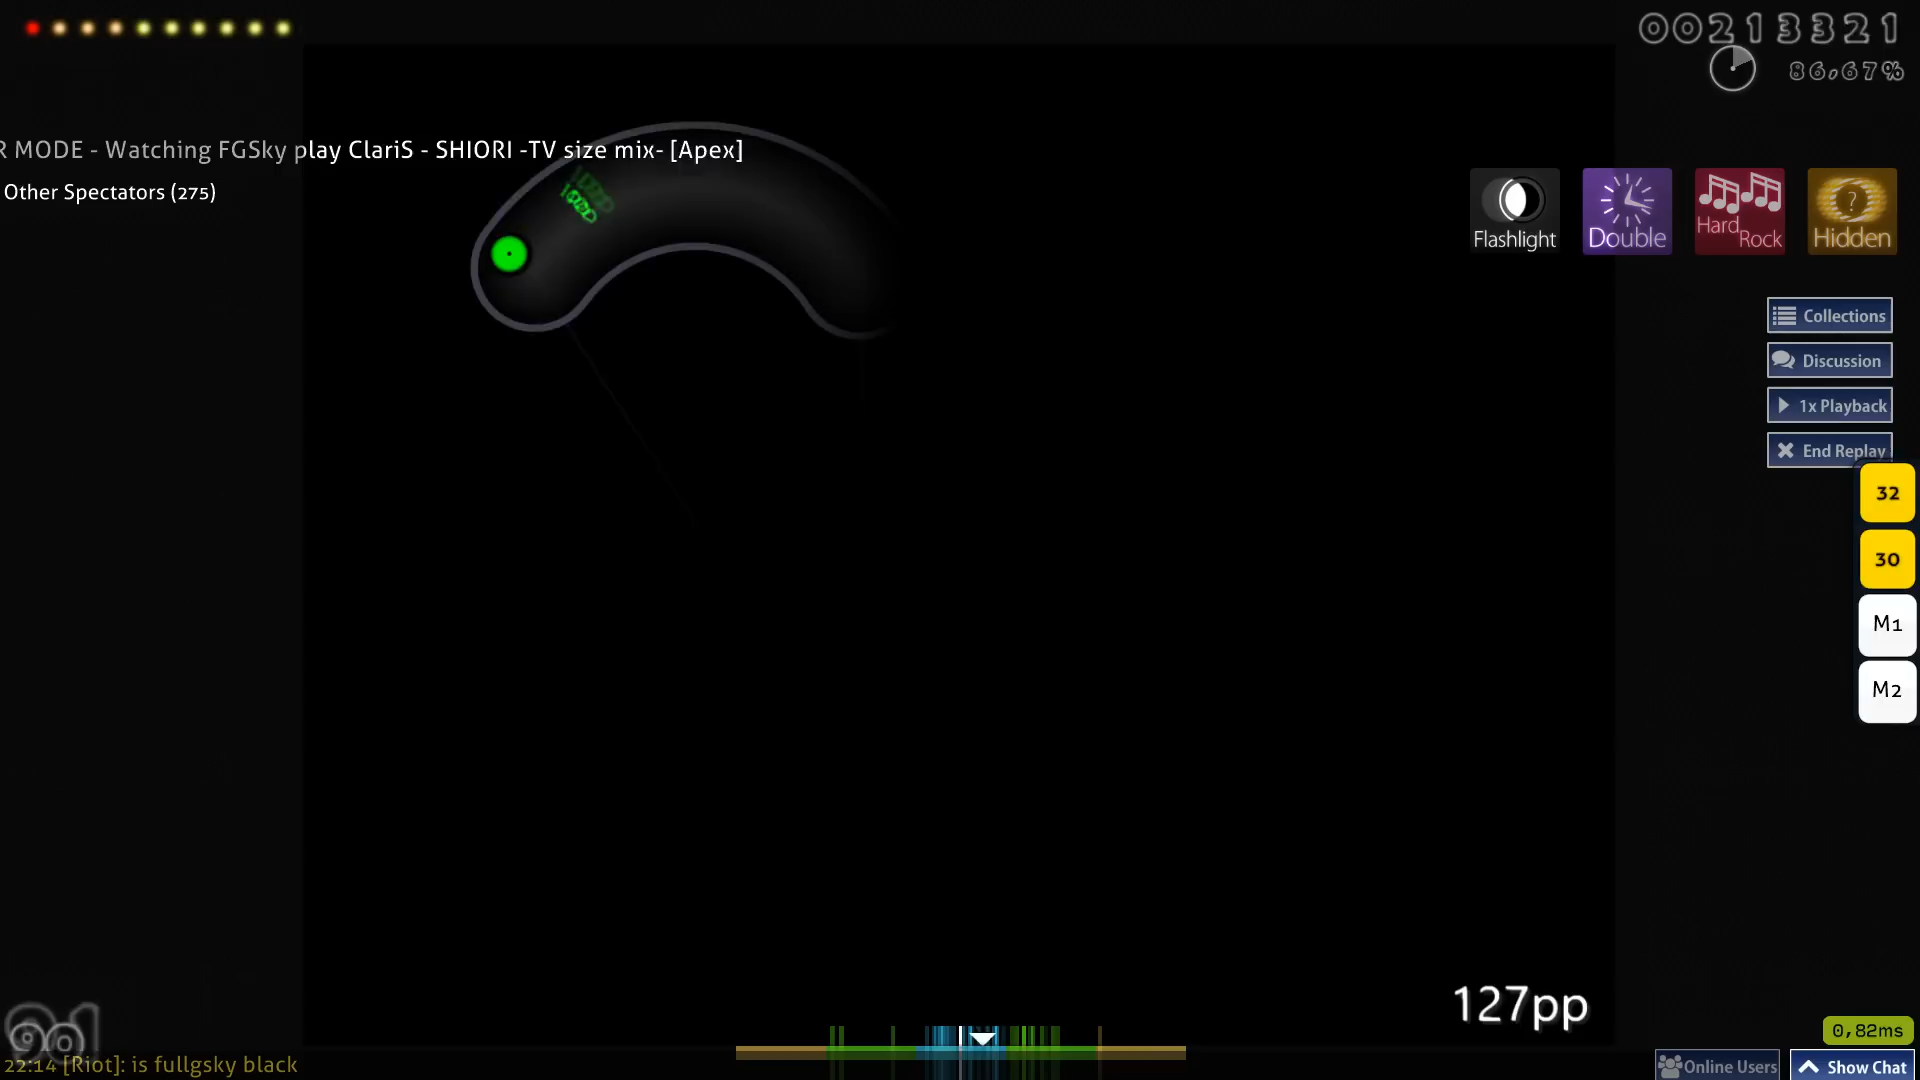 00213321
86,67%
R MODE - Watching FGSky play ClariS - SHIORI -TV size mix- [Apex]
Other Spectators (275)
Flashlight
Double
Hard Rock
?
Hidden
Collections
Discussion
1x Playback
End Replay
32
30
M1
M2
127pp
0,82ms
22:14 [Riot]: is fullgsky black
Online Users
Show Chat